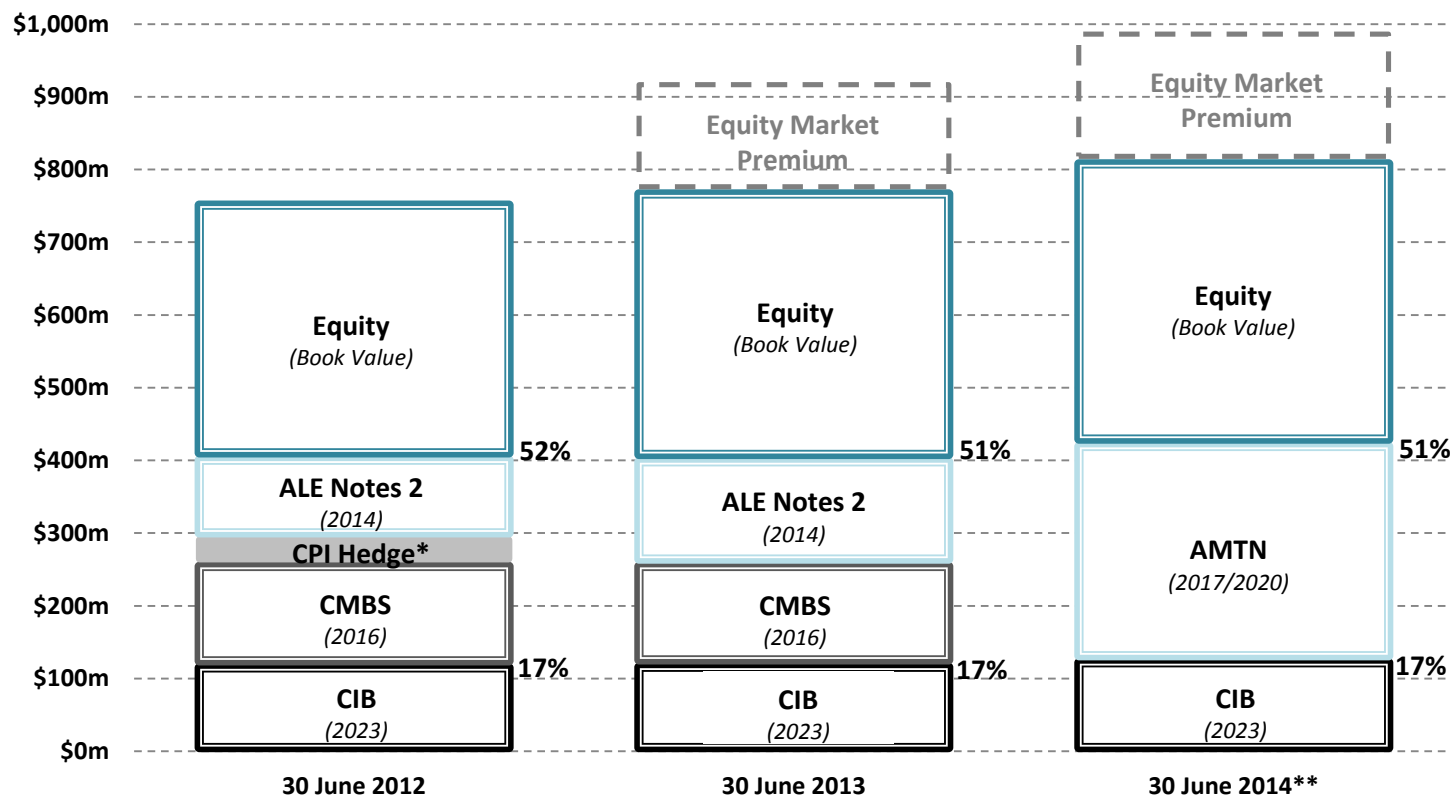 $1,000m
$900m
$800m
$700m
$600m
$500m
$400m
$300m
$200m
$100m
$0m
Equity
(Book Value)
52%
ALE Notes 2
(2014)
CPI Hedge*
CMBS
(2016)
17%
CIB
(2023)
30 June 2012
Equity Market
Premium
Equity
(Book Value)
51%
ALE Notes 2
(2014)
CMBS
(2016)
17%
CIB
(2023)
30 June 2013
Equity Market
Premium
Equity
(Book Value)
51%
AMTN
(2017/2020)
17%
CIB
(2023)
30 June 2014**